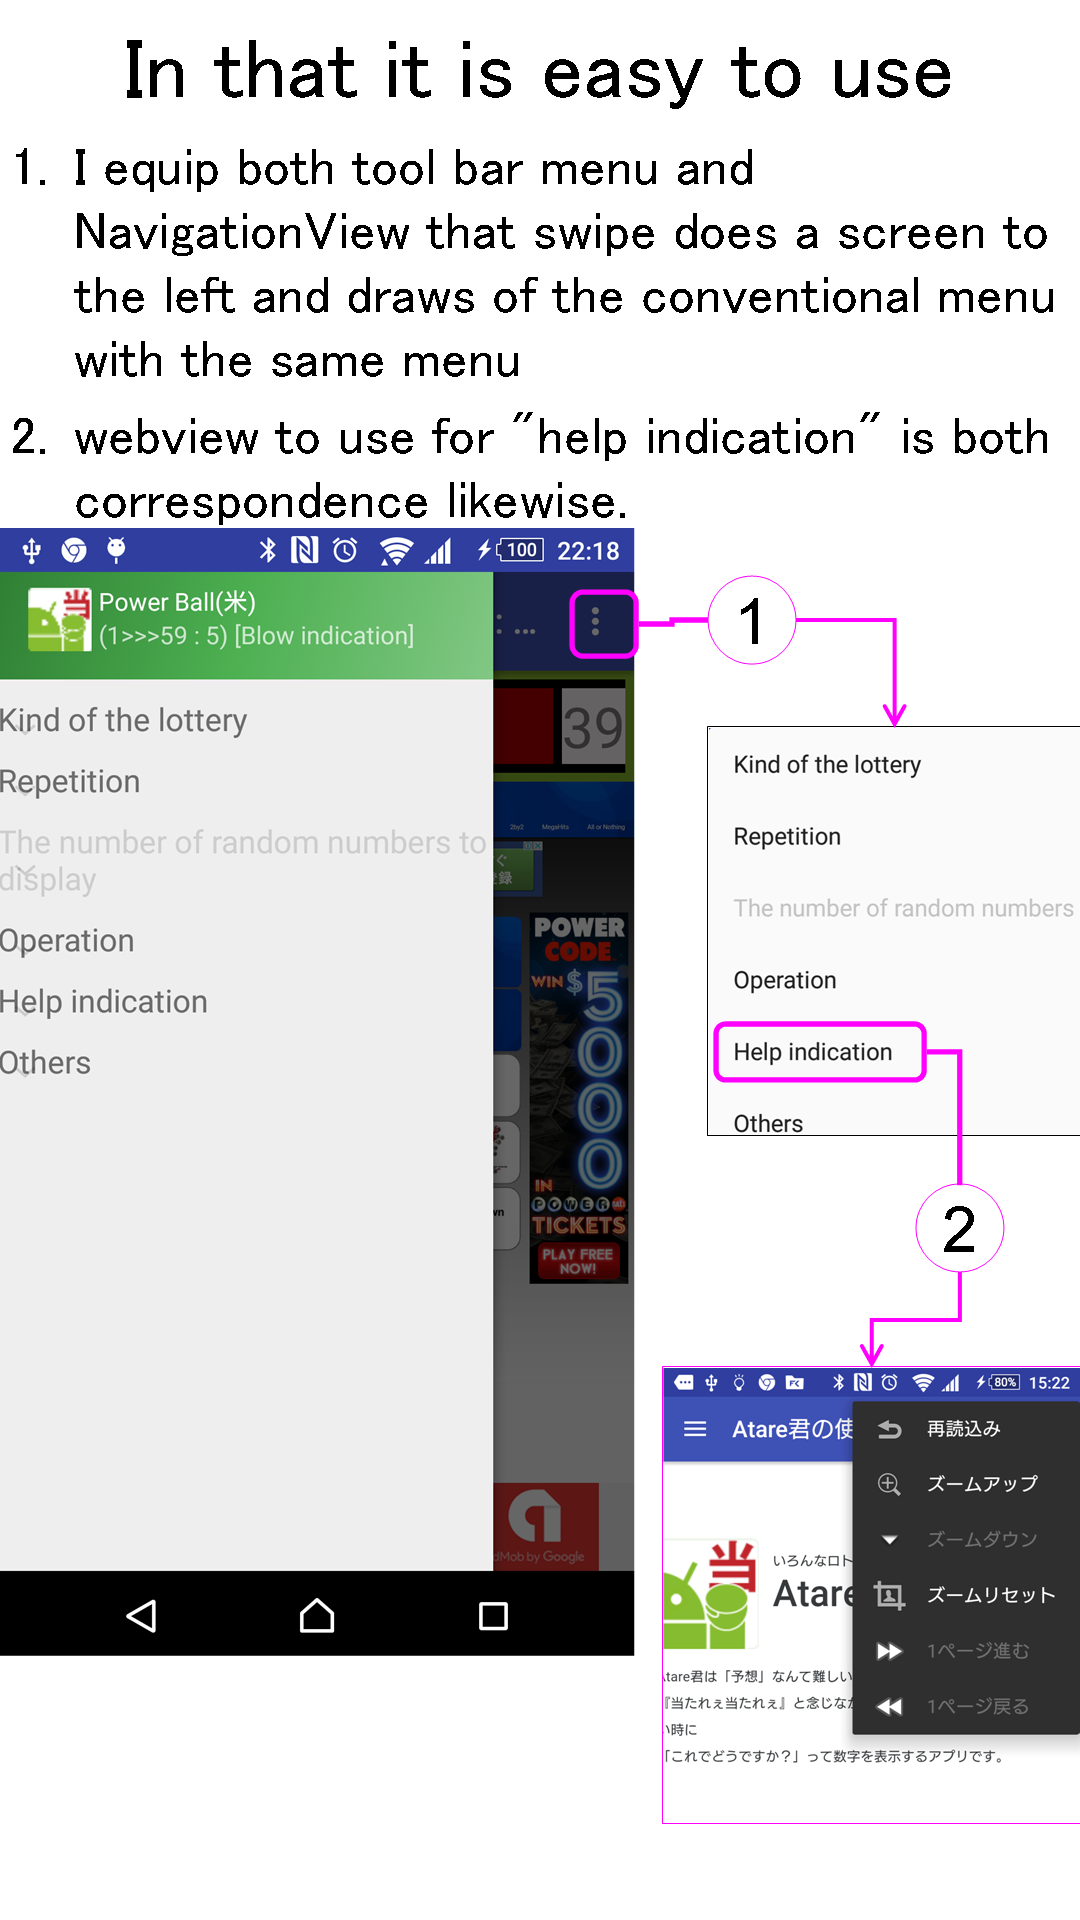 In that it is easy to use
1. I equip both tool bar menu and
NavigationView that swipe does a screen to
the left and draws of the conventional menu
with the same menu
2. webview to use for "help indication" is both
correspondence likewise.
100 22:18
当
Power Ball(米)
(1>>>59 : 5) [Blow indication]
: ...
1
39
Kind of the lottery
Repetition
The number of random numbers to
display
Operation
Help indication
Others
2by2 MegaHits All or Nothing
録
POWER
CODE
WIN $5000
IN
POWER
TICKETS
PLAY FREE
NOW!
wn
dMob by Google
Kind of the lottery
Repetition
The number of random numbers
Operation
Help indication
Others
2
80% 15:22
Atare君の使
再読込み
ズームアップ
ズームダウン
ズームリセット
1ページ進む
1ページ戻る
当
いろんなロト
Atare
tare君は「予想」なんて難しい
『当たれぇ当たれぇ』と念じなが
い時に
「これでどうですか？」って数字を表示するアプリです。